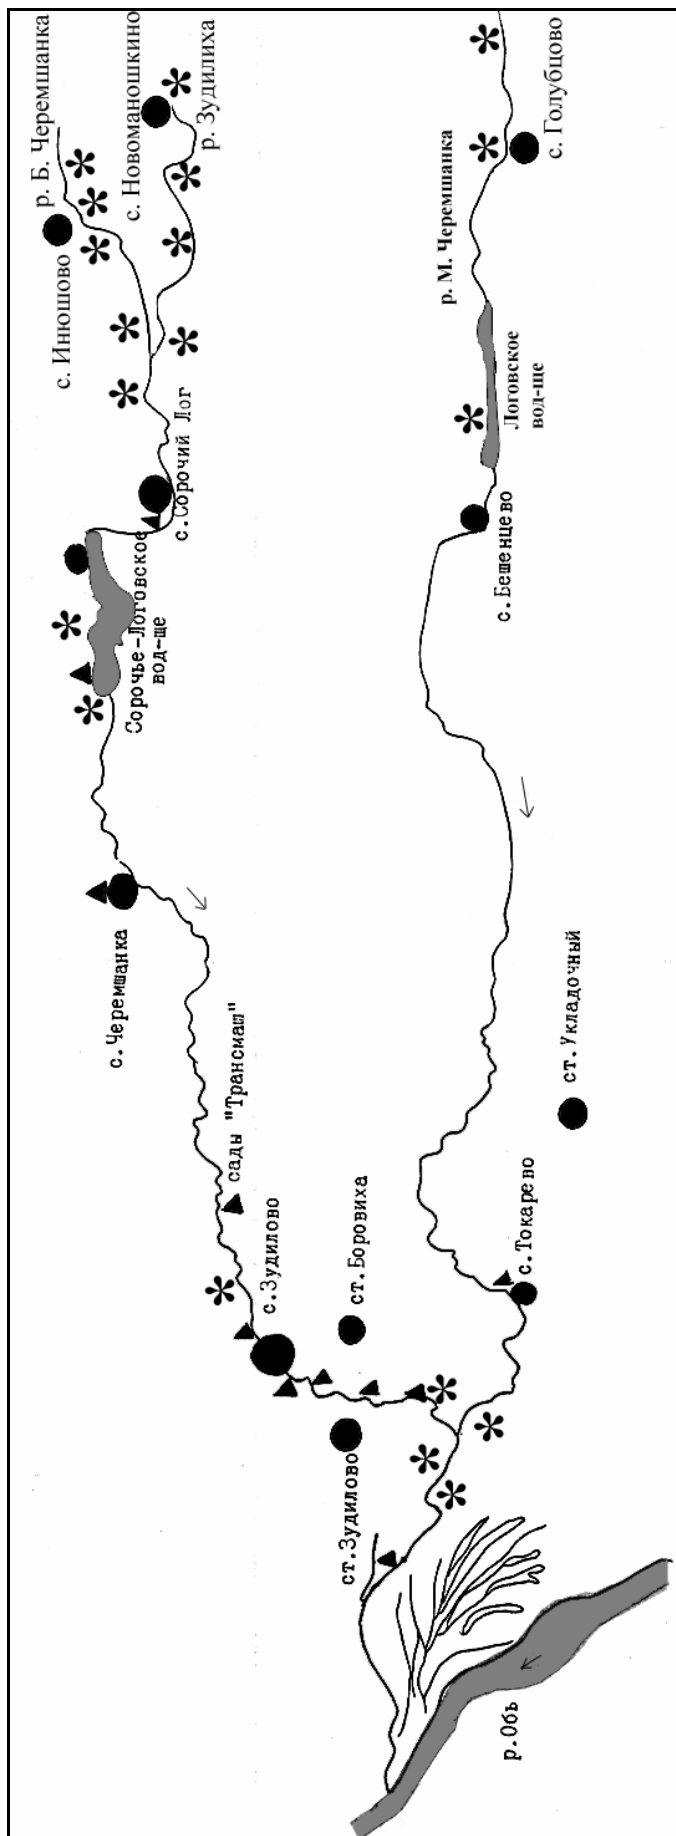 р. Б. Черемшанка
с. Новоманошкино
р. Зудилиха
с. Инюшово
с.Сорочий Лог
Сорочье-Логовское
вод-ще
с.Черемшанка
сады "Трансмаш"
с.Зудилово
ст.Боровиха
ст.Зудилово
с. Голубцово
р. М. Черемшанка
Логовское
вод-ще
с.Бешенцево
ст.Укладочный
с.Токарево
р.Обь